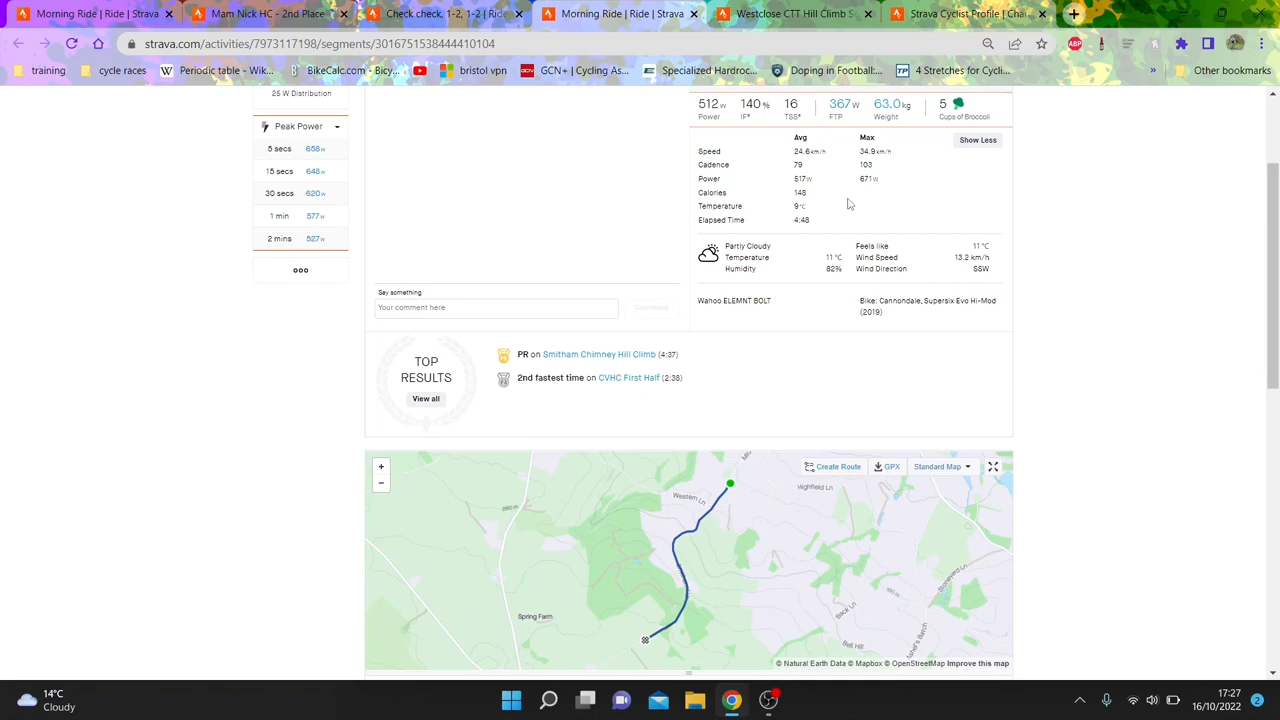 Morning Ride | Ride | Strava
Mam Nick HC - 2nd Place
Check check, 1-2, 1-2 | Ride
Morning Ride | Ride | Strava
Westclose CTT Hill Climb S
Strava Cyclist Profile | Cha
strava.com/activities/7973117192/segments/3016751538444410104
training
cycle races
Periodic table - Wik...
BikeCalc.com - Bicy...
bristol vpn
GCN+ | Cycling As...
Specialized Hardroc...
Doping in Football:...
4 Stretches for Cycli...
»
Other bookmarks
25 W Distribution
Peak Power
5 secs 658W
15 secs 648W
30 secs 620W
1 min 577W
2 mins 527W
512W 140% 16 367W 63.0kg 5
Power IF® TSS® FTP Weight Cups of Broccoli
Avg Max
Show Less
Speed 24.6km/h 34.9km/h
Cadence 79 103
Power 517W 671W
Calories 148
Temperature 9℃
Elapsed Time 4:48
Partly Cloudy Feels like 11 ℃
Temperature 11 ℃ Wind Speed 13.2 km/h
Humidity 82% Wind Direction SSW
Say something
Your comment here
Comment
Wahoo ELEMNT BOLT
Bike: Cannondale, Supersix Evo Hi-Mod
(2019)
TOP
RESULTS
View all
PR on Smitham Chimney Hill Climb (4:37)
2nd fastest time on CVHC First Half (2:38)
+
−
Create Route
GPX
Standard Map
Western Ln
Highfield Ln
Spring Farm
Stoneyard Ln
Back Ln
Bell Hill
© Natural Earth Data © Mapbox © OpenStreetMap Improve this map
14°C
Cloudy
17:27
16/10/2022
2